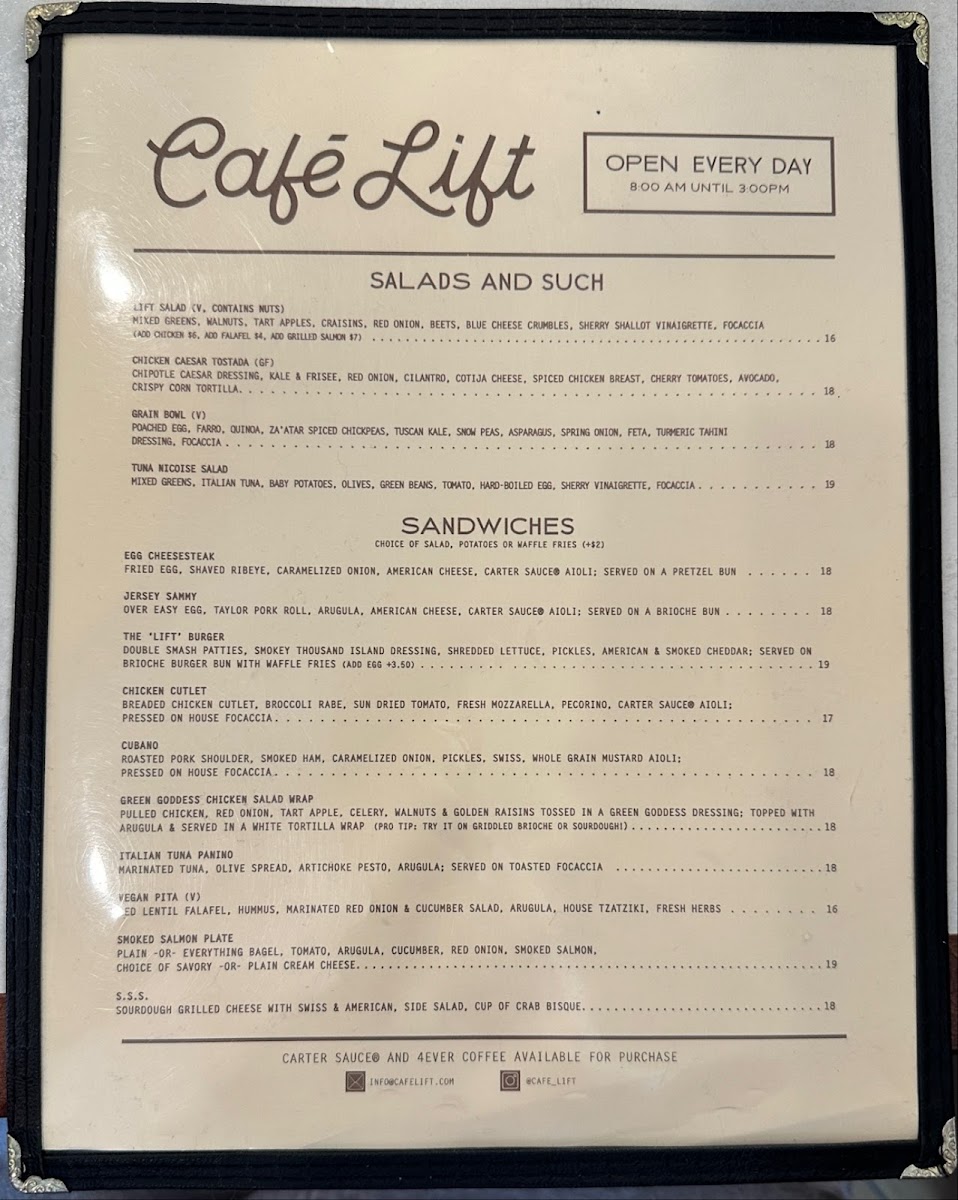 Café Lift
OPEN EVERY DAY
8:00 AM UNTIL 3:00PM
SALADS AND SUCH
LIFT SALAD (V, CONTAINS NUTS)
MIXED GREENS, WALNUTS, TART APPLES, CRAISINS, RED ONION, BEETS, BLUE CHEESE CRUMBLES, SHERRY SHALLOT VINAIGRETTE, FOCACCIA
(ADD CHICKEN $6, ADD FALAFEL $4, ADD GRILLED SALMON $7) 16
CHICKEN CAESAR TOSTADA (GF)
CHIPOTLE CAESAR DRESSING, KALE & FRISEE, RED ONION, CILANTRO, COTIJA CHEESE, SPICED CHICKEN BREAST, CHERRY TOMATOES, AVOCADO,
CRISPY CORN TORTILLA. 18
GRAIN BOWL (V)
POACHED EGG, FARRO, QUINOA, ZA'ATAR SPICED CHICKPEAS, TUSCAN KALE, SNOW PEAS, ASPARAGUS, SPRING ONION, FETA, TURMERIC TAHINI
DRESSING, FOCACCIA 18
TUNA NICOISE SALAD
MIXED GREENS, ITALIAN TUNA, BABY POTATOES, OLIVES, GREEN BEANS, TOMATO, HARD-BOILED EGG, SHERRY VINAIGRETTE, FOCACCIA 19
SANDWICHES
CHOICE OF SALAD, POTATOES OR WAFFLE FRIES (+$2)
EGG CHEESESTEAK
FRIED EGG, SHAVED RIBEYE, CARAMELIZED ONION, AMERICAN CHEESE, CARTER SAUCE® AIOLI; SERVED ON A PRETZEL BUN 18
JERSEY SAMMY
OVER EASY EGG, TAYLOR PORK ROLL, ARUGULA, AMERICAN CHEESE, CARTER SAUCE® AIOLI; SERVED ON A BRIOCHE BUN 18
THE 'LIFT' BURGER
DOUBLE SMASH PATTIES, SMOKEY THOUSAND ISLAND DRESSING, SHREDDED LETTUCE, PICKLES, AMERICAN & SMOKED CHEDDAR; SERVED ON
BRIOCHE BURGER BUN WITH WAFFLE FRIES (ADD EGG +3.50) 19
CHICKEN CUTLET
BREADED CHICKEN CUTLET, BROCCOLI RABE, SUN DRIED TOMATO, FRESH MOZZARELLA, PECORINO, CARTER SAUCE® AIOLI;
PRESSED ON HOUSE FOCACCIA 17
CUBANO
ROASTED PORK SHOULDER, SMOKED HAM, CARAMELIZED ONION, PICKLES, SWISS, WHOLE GRAIN MUSTARD AIOLI;
PRESSED ON HOUSE FOCACCIA 18
GREEN GODDESS CHICKEN SALAD WRAP
PULLED CHICKEN, RED ONION, TART APPLE, CELERY, WALNUTS & GOLDEN RAISINS TOSSED IN A GREEN GODDESS DRESSING; TOPPED WITH
ARUGULA & SERVED IN A WHITE TORTILLA WRAP (PRO TIP: TRY IT ON GRIDDLED BRIOCHE OR SOURDOUGH!) 18
ITALIAN TUNA PANINO
MARINATED TUNA, OLIVE SPREAD, ARTICHOKE PESTO, ARUGULA; SERVED ON TOASTED FOCACCIA 18
VEGAN PITA (V)
RED LENTIL FALAFEL, HUMMUS, MARINATED RED ONION & CUCUMBER SALAD, ARUGULA, HOUSE TZATZIKI, FRESH HERBS 16
SMOKED SALMON PLATE
PLAIN -OR- EVERYTHING BAGEL, TOMATO, ARUGULA, CUCUMBER, RED ONION, SMOKED SALMON,
CHOICE OF SAVORY -OR- PLAIN CREAM CHEESE 19
S.S.S.
SOURDOUGH GRILLED CHEESE WITH SWISS & AMERICAN, SIDE SALAD, CUP OF CRAB BISQUE 18
CARTER SAUCE® AND 4EVER COFFEE AVAILABLE FOR PURCHASE
INFO@CAFELIFT.COM @CAFE_LIFT